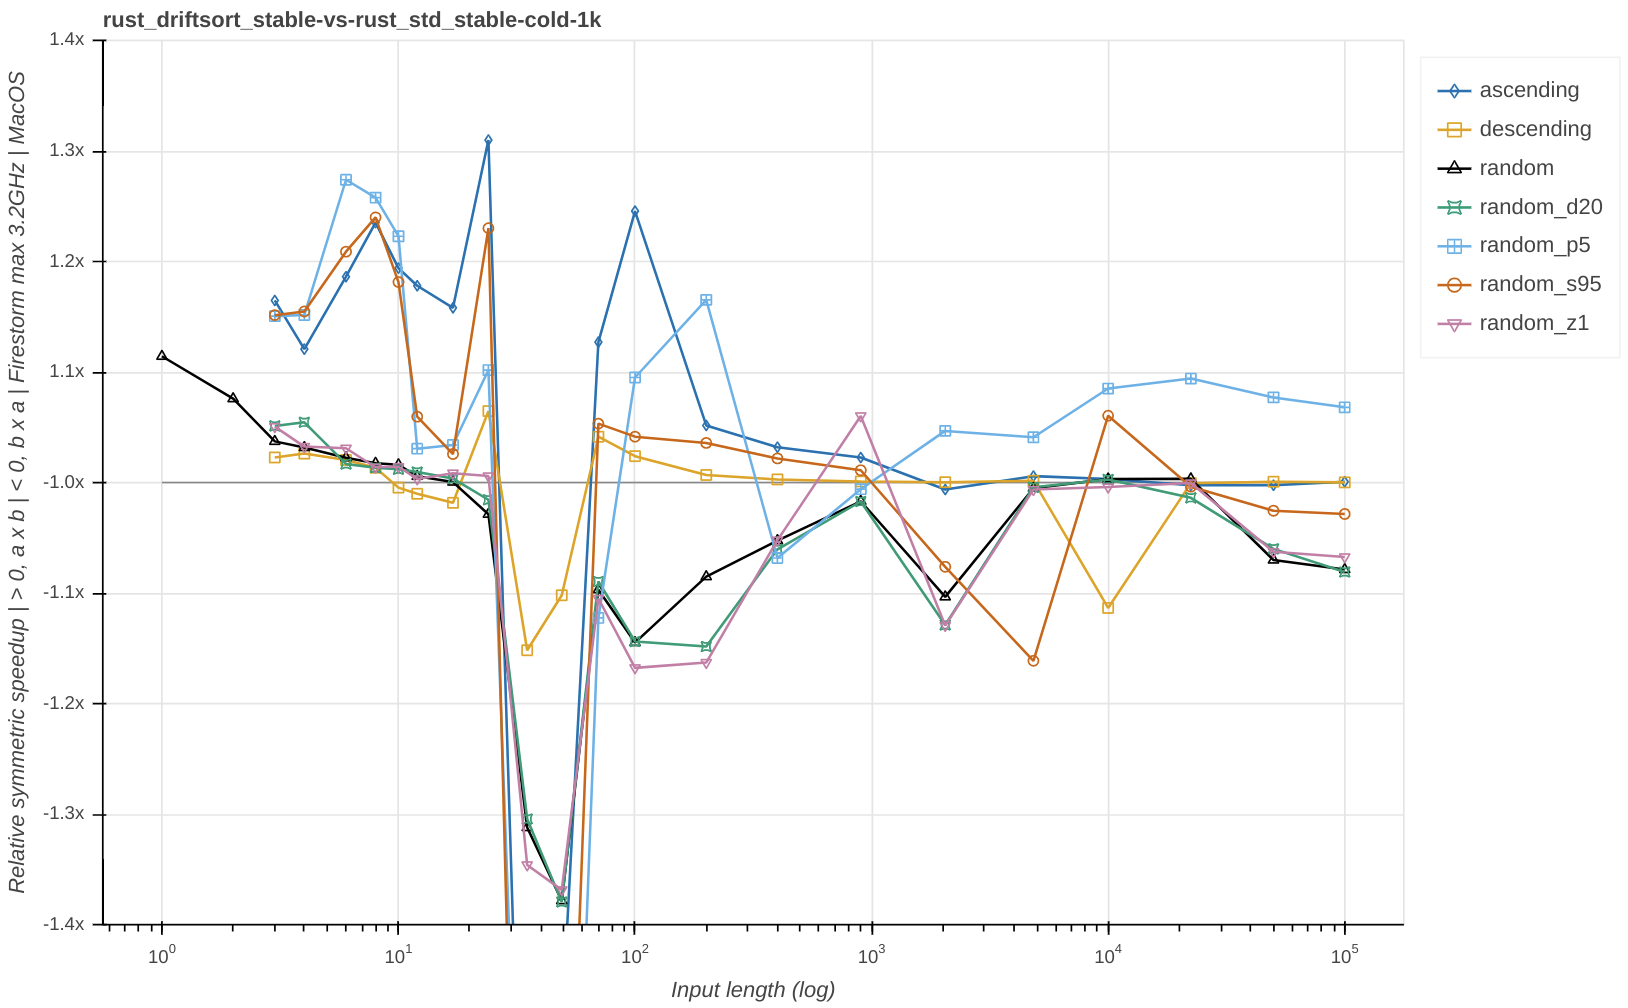 rust_driftsort_stable-vs-rust_std_stable-cold-1k
Relative symmetric speedup | > 0, a x b | < 0, b x a | Firestorm max 3.2GHz | MacOS
1.4x
1.3x
1.2x
1.1x
-1.0x
-1.1x
-1.2x
-1.3x
-1.4x
10⁰ 10¹ 10² 10³ 10⁴ 10⁵
Input length (log)
ascending
descending
random
random_d20
random_p5
random_s95
random_z1